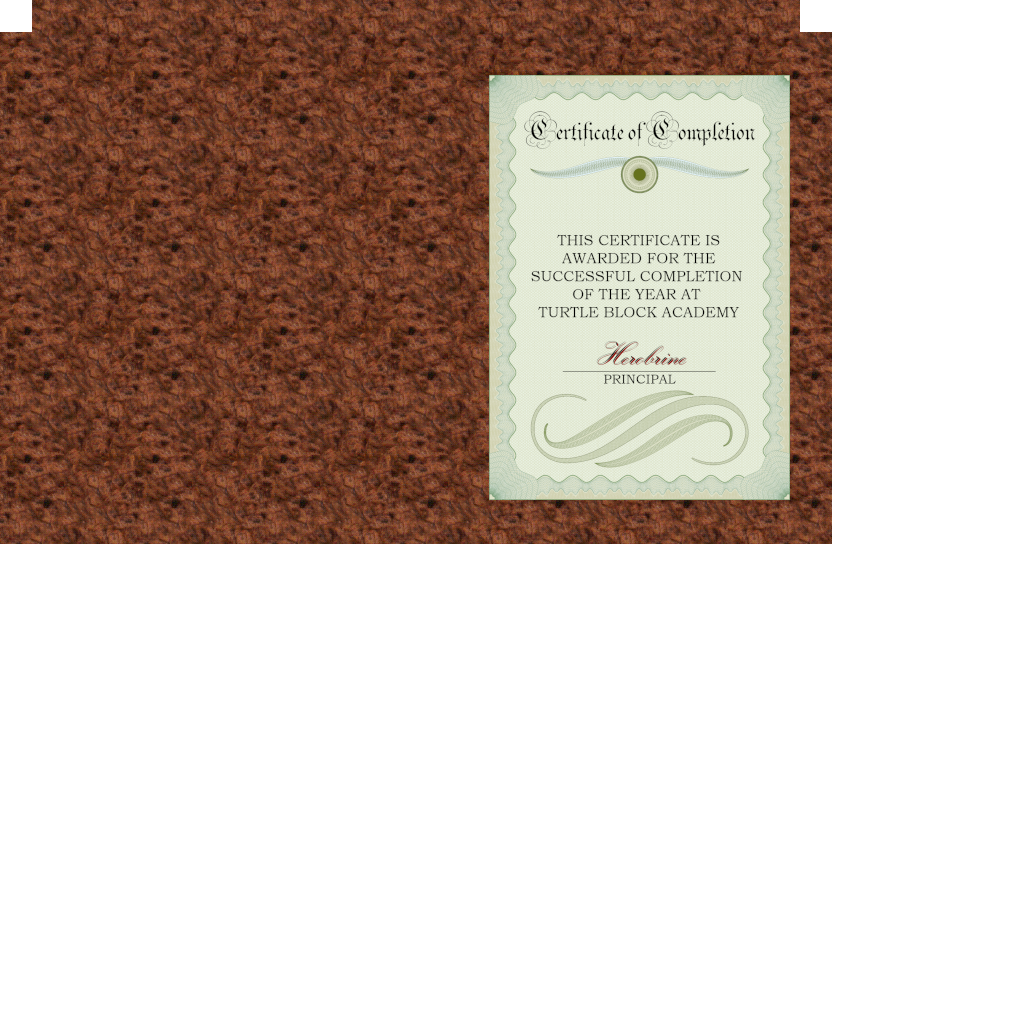 Certificate of Completion
THIS CERTIFICATE IS
AWARDED FOR THE
SUCCESSFUL COMPLETION
OF THE YEAR AT
TURTLE BLOCK ACADEMY
Herobrine
PRINCIPAL